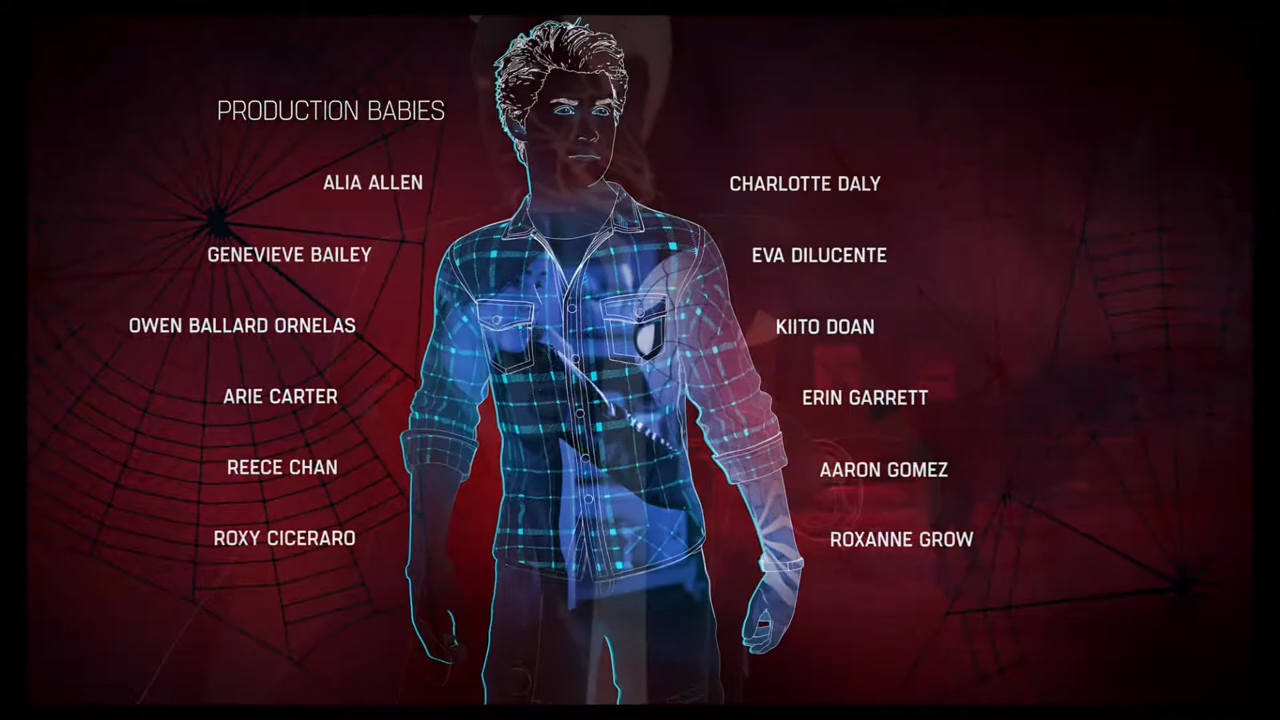 PRODUCTION BABIES
ALIA ALLEN
GENEVIEVE BAILEY
OWEN BALLARD ORNELAS
ARIE CARTER
REECE CHAN
ROXY CICERARO
CHARLOTTE DALY
EVA DILUCENTE
KIITO DOAN
ERIN GARRETT
AARON GOMEZ
ROXANNE GROW